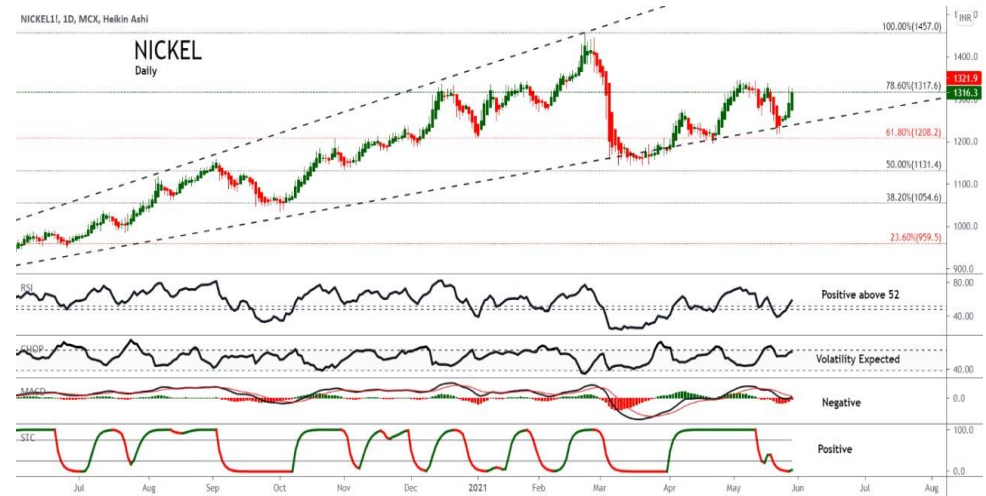 NICKEL1!, 1D, MCX, Heikin Ashi
INR
NICKEL
Daily
100.00%(1457.0)
1400.0
1321.9
78.60%(1317.6)
1316.3
1300.0
61.80%(1208.2)
1200.0
50.00%(1131.4)
1100.0
38.20%(1054.6)
1000.0
23.60%(959.5)
900.0
RSI
80.00
Positive above 52
40.00
CHOP
Volatility Expected
40.00
MACD
0.0
Negative
STC
100.0
Positive
0.0
Jul Aug Sep Oct Nov Dec 2021 Feb Mar Apr May Jun Jul Aug